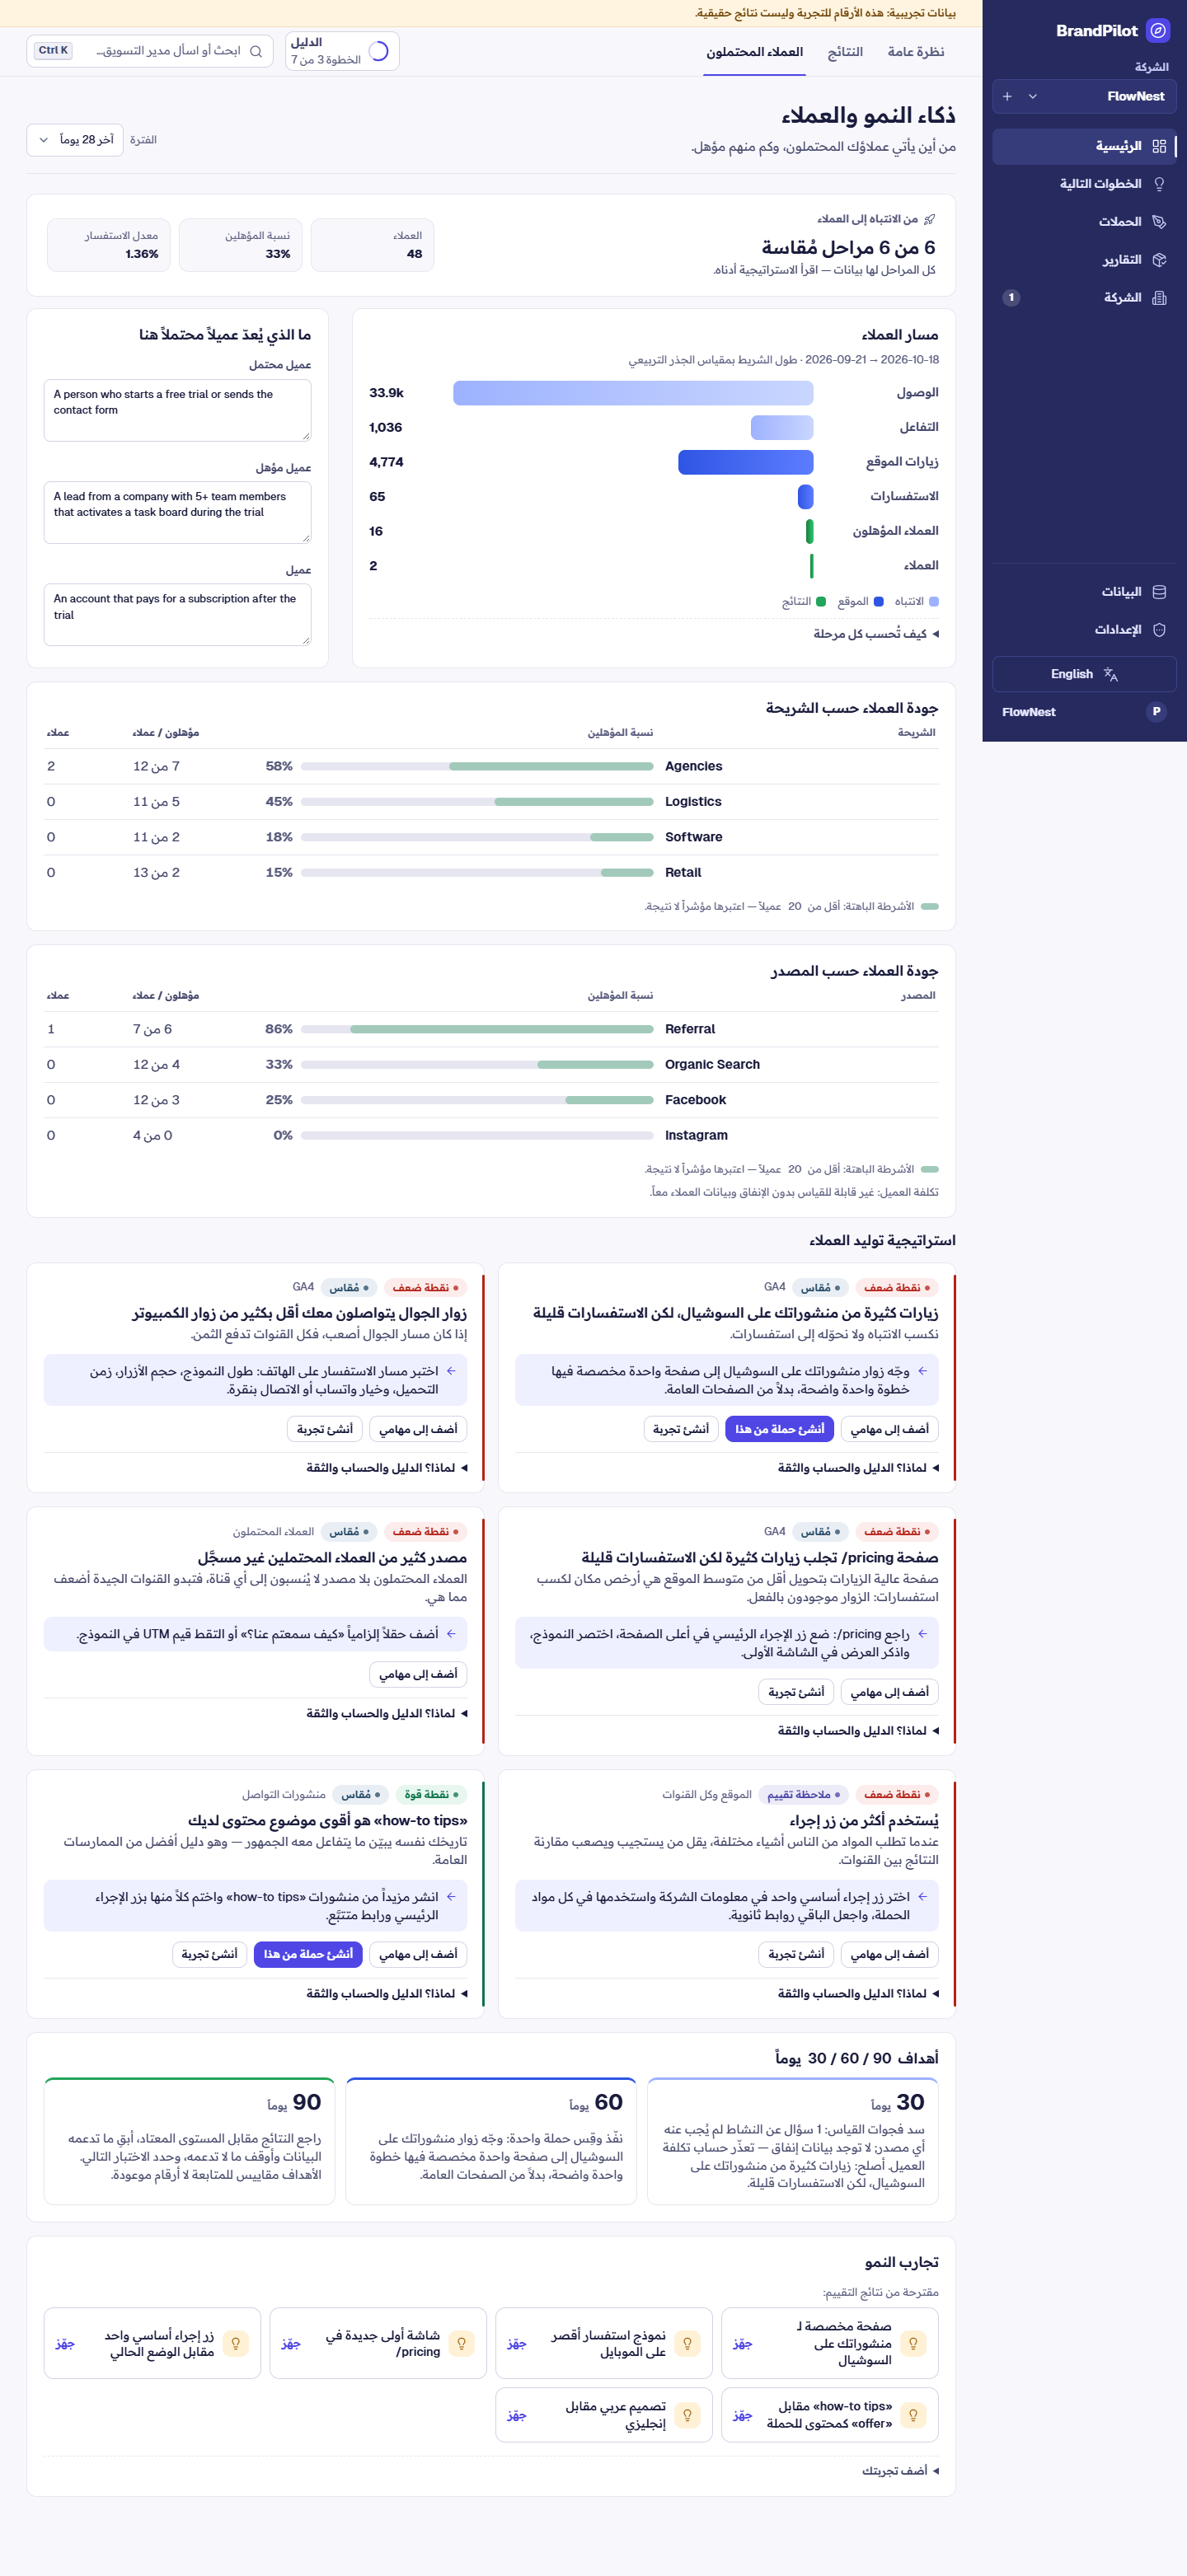 بيانات تجريبية: هذه الأرقام للتجربة وليست نتائج حقيقية.
BrandPilot
الشركة
FlowNest
الرئيسية
الخطوات التالية
الحملات
التقارير
الشركة
1
البيانات
الإعدادات
English
P
FlowNest
نظرة عامة
النتائج
العملاء المحتملون
الدليل
الخطوة 3 من 7
ابحث أو اسأل مدير التسويق...
Ctrl K
ذكاء النمو والعملاء
من أين يأتي عملاؤك المحتملون، وكم منهم مؤهل.
الفترة
آخر 28 يوماً
من الانتباه إلى العملاء
6 من 6 مراحل مُقاسة
كل المراحل لها بيانات — اقرأ الاستراتيجية أدناه.
العملاء
48
نسبة المؤهلين
33%
معدل الاستفسار
1.36%
مسار العملاء
2026-09-21 → 2026-10-18 · طول الشريط بمقياس الجذر التربيعي
الوصول
33.9k
التفاعل
1,036
زيارات الموقع
4,774
الاستفسارات
65
العملاء المؤهلون
16
العملاء
2
الانتباه
الموقع
النتائج
كيف تُحسب كل مرحلة
ما الذي يُعدّ عميلاً محتملاً هنا
عميل محتمل
A person who starts a free trial or sends the
contact form
عميل مؤهل
A lead from a company with 5+ team members
that activates a task board during the trial
عميل
An account that pays for a subscription after the
trial
جودة العملاء حسب الشريحة
الشريحة
نسبة المؤهلين
مؤهلون / عملاء
عملاء
Agencies
58%
7 من 12
2
Logistics
45%
5 من 11
0
Software
18%
2 من 11
0
Retail
15%
2 من 13
0
الأشرطة الباهتة: أقل من 20 عميلاً — اعتبرها مؤشراً لا نتيجة.
جودة العملاء حسب المصدر
المصدر
نسبة المؤهلين
مؤهلون / عملاء
عملاء
Referral
86%
6 من 7
1
Organic Search
33%
4 من 12
0
Facebook
25%
3 من 12
0
Instagram
0%
0 من 4
0
الأشرطة الباهتة: أقل من 20 عميلاً — اعتبرها مؤشراً لا نتيجة.
تكلفة العميل: غير قابلة للقياس بدون الإنفاق وبيانات العملاء معاً.
استراتيجية توليد العملاء
نقطة ضعف
مُقاس
GA4
زيارات كثيرة من منشوراتك على السوشيال، لكن الاستفسارات قليلة
نكسب الانتباه ولا نحوّله إلى استفسارات.
وجّه زوار منشوراتك على السوشيال إلى صفحة واحدة مخصصة فيها
خطوة واحدة واضحة، بدلاً من الصفحات العامة.
أضف إلى مهامي
أنشئ حملة من هذا
أنشئ تجربة
لماذا؟ الدليل والحساب والثقة
نقطة ضعف
مُقاس
GA4
زوار الجوال يتواصلون معك أقل بكثير من زوار الكمبيوتر
إذا كان مسار الجوال أصعب، فكل القنوات تدفع الثمن.
اختبر مسار الاستفسار على الهاتف: طول النموذج، حجم الأزرار، زمن
التحميل، وخيار واتساب أو الاتصال بنقرة.
أضف إلى مهامي
أنشئ تجربة
لماذا؟ الدليل والحساب والثقة
نقطة ضعف
مُقاس
GA4
صفحة /pricing تجلب زيارات كثيرة لكن الاستفسارات قليلة
صفحة عالية الزيارات بتحويل أقل من متوسط الموقع هي أرخص مكان لكسب
استفسارات: الزوار موجودون بالفعل.
راجع /pricing: ضع زر الإجراء الرئيسي في أعلى الصفحة، اختصر النموذج،
واذكر العرض في الشاشة الأولى.
أضف إلى مهامي
أنشئ تجربة
لماذا؟ الدليل والحساب والثقة
نقطة ضعف
مُقاس
العملاء المحتملون
مصدر كثير من العملاء المحتملين غير مسجَّل
العملاء المحتملون بلا مصدر لا يُنسبون إلى أي قناة، فتبدو القنوات الجيدة أضعف
مما هي.
أضف حقلاً إلزامياً «كيف سمعتم عنا؟» أو التقط قيم UTM في النموذج.
أضف إلى مهامي
لماذا؟ الدليل والحساب والثقة
نقطة ضعف
ملاحظة تقييم
الموقع وكل القنوات
يُستخدم أكثر من زر إجراء
عندما تطلب المواد من الناس أشياء مختلفة، يقل من يستجيب ويصعب مقارنة
النتائج بين القنوات.
اختر زر إجراء أساسي واحد في معلومات الشركة واستخدمها في كل مواد
الحملة، واجعل الباقي روابط ثانوية.
أضف إلى مهامي
أنشئ تجربة
لماذا؟ الدليل والحساب والثقة
نقطة قوة
مُقاس
منشورات التواصل
«how-to tips» هو أقوى موضوع محتوى لديك
تاريخك نفسه يبيّن ما يتفاعل معه الجمهور — وهو دليل أفضل من الممارسات
العامة.
انشر مزيداً من منشورات «how-to tips» واختم كلاً منها بزر الإجراء
الرئيسي ورابط متتبَّع.
أضف إلى مهامي
أنشئ حملة من هذا
أنشئ تجربة
لماذا؟ الدليل والحساب والثقة
أهداف 90 / 60 / 30 يوماً
30 يوماً
سد فجوات القياس: 1 سؤال عن النشاط لم يُجب عنه
أي مصدر; لا توجد بيانات إنفاق — تعذّر حساب تكلفة
العميل. أصلح: زيارات كثيرة من منشوراتك على
السوشيال، لكن الاستفسارات قليلة.
60 يوماً
نفّذ وقِس حملة واحدة: وجّه زوار منشوراتك على
السوشيال إلى صفحة واحدة مخصصة فيها خطوة
واحدة واضحة، بدلاً من الصفحات العامة.
90 يوماً
راجع النتائج مقابل المستوى المعتاد، أبقِ ما تدعمه
البيانات وأوقف ما لا تدعمه، وحدد الاختبار التالي.
الأهداف مقاييس للمتابعة لا أرقام موعودة.
تجارب النمو
مقترحة من نتائج التقييم:
صفحة مخصصة لـ
منشوراتك على
السوشيال
جهّز
نموذج استفسار أقصر
على الموبايل
جهّز
شاشة أولى جديدة في
/pricing
جهّز
زر إجراء أساسي واحد
مقابل الوضع الحالي
جهّز
«how-to tips» مقابل
«offer» كمحتوى للحملة
جهّز
تصميم عربي مقابل
إنجليزي
جهّز
أضف تجربتك